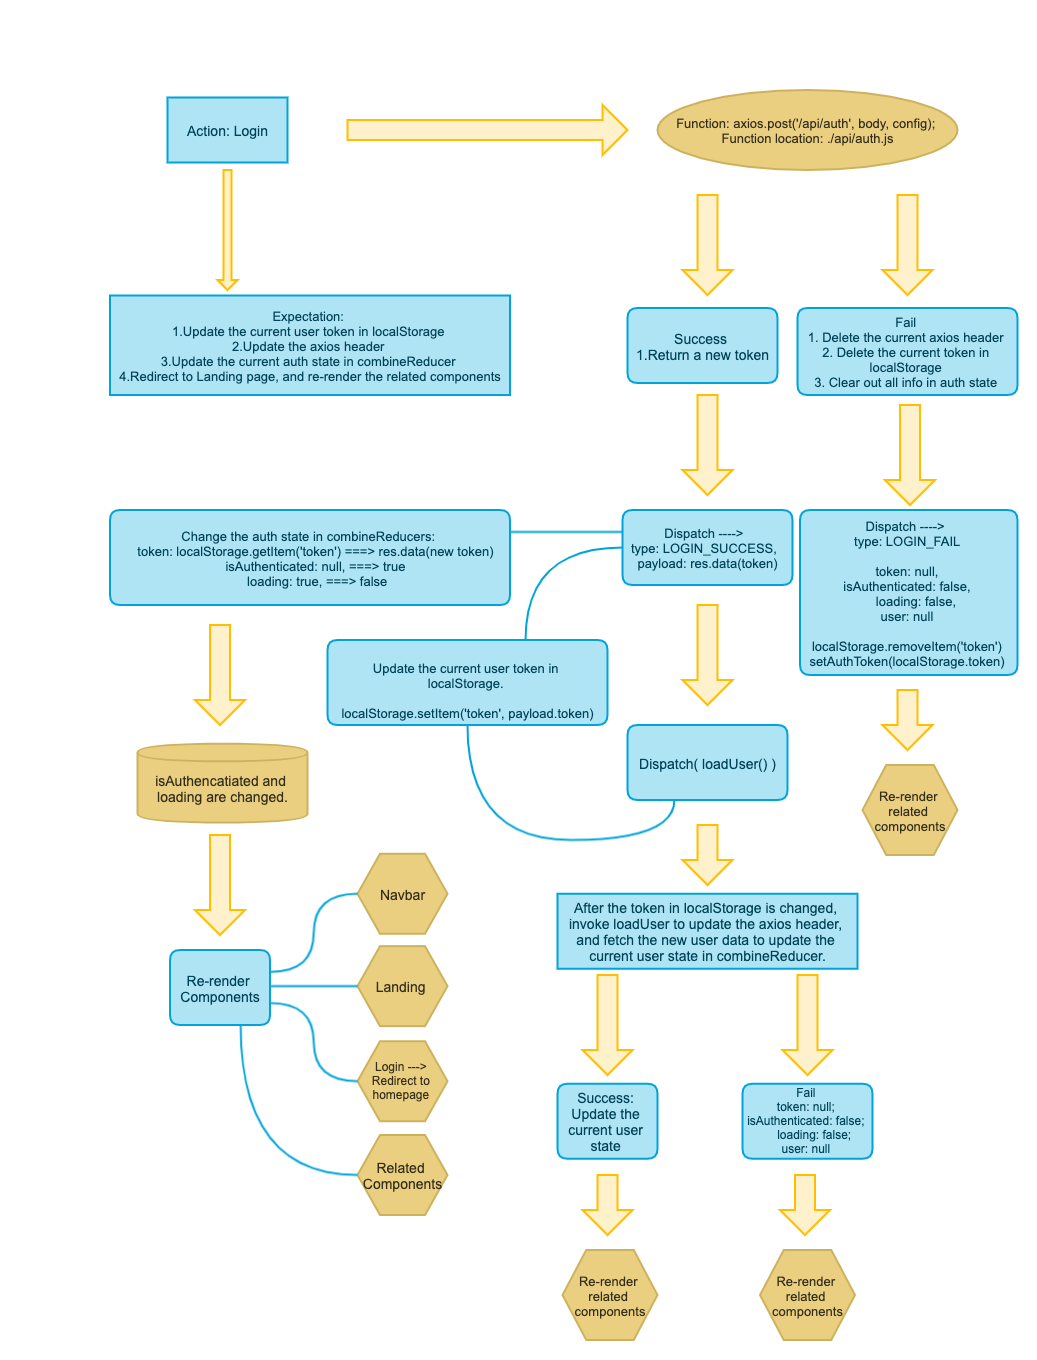 Action: Login
Function: axios.post('/api/auth', body, config);
Function location: ./api/auth.js
Expectation:
1.Update the current user token in localStorage
2.Update the axios header
3.Update the current auth state in combineReducer
4.Redirect to Landing page, and re-render the related components
Success
1.Return a new token
Fail
1. Delete the current axios header
2. Delete the current token in
localStorage
3. Clear out all info in auth state
Change the auth state in combineReducers:
token: localStorage.getItem('token') ===> res.data(new token)
isAuthenticated: null, ===> true
loading: true, ===> false
Dispatch ---->
type: LOGIN_SUCCESS,
payload: res.data(token)
Dispatch ---->
type: LOGIN_FAIL
token: null,
isAuthenticated: false,
loading: false,
user: null
localStorage.removeItem('token')
setAuthToken(localStorage.token)
Update the current user token in
localStorage.
localStorage.setItem('token', payload.token)
Dispatch( loadUser() )
isAuthencatiated and
loading are changed.
Re-render
related
components
Navbar
After the token in localStorage is changed,
invoke loadUser to update the axios header,
and fetch the new user data to update the
current user state in combineReducer.
Re-render
Components
Landing
Login --->
Redirect to
homepage
Related
Components
Success:
Update the
current user
state
Fail
token: null;
isAuthenticated: false;
loading: false;
user: null
Re-render
related
components
Re-render
related
components